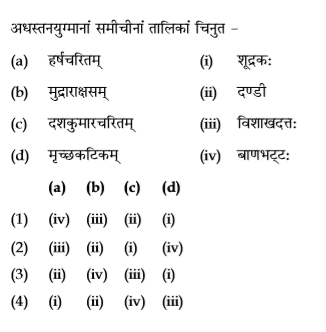 अधस्तनयुग्मानां समीचीनां तालिकां चिनुत –
(a) हर्षचरितम् (i) शूद्रक:
(b) मुद्राराक्षसम् (ii) दण्डी
(c) दशकुमारचरितम् (iii) विशाखदत्त:
(d) मृच्छकटिकम् (iv) बाणभट्ट:
(a) (b) (c) (d)
(1) (iv) (iii) (ii) (i)
(2) (iii) (ii) (i) (iv)
(3) (ii) (iv) (iii) (i)
(4) (i) (ii) (iv) (iii)